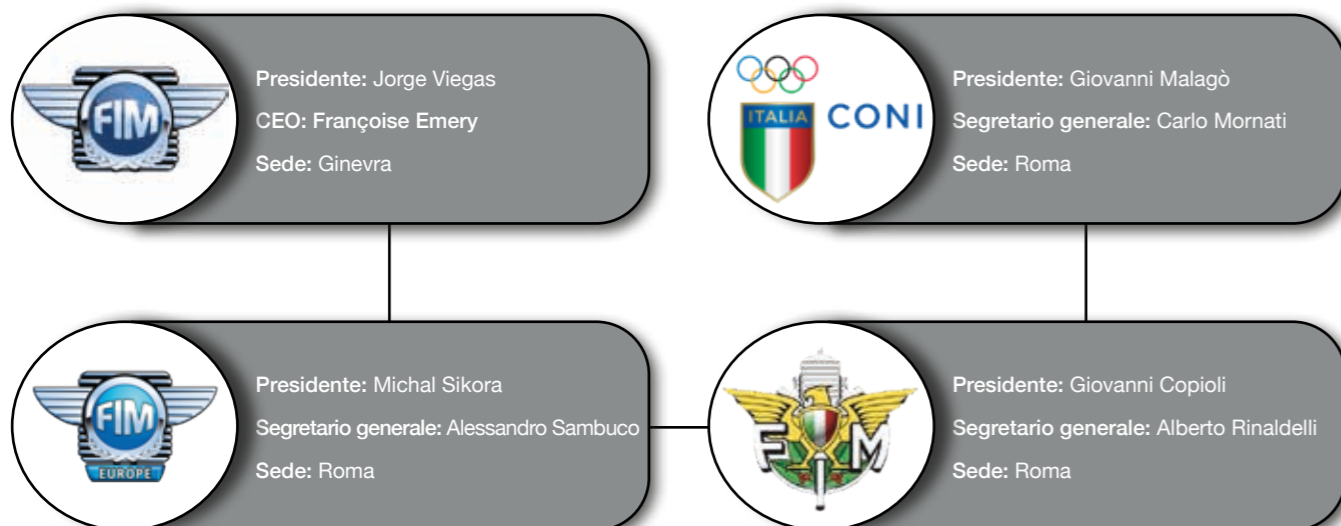 FIM
Presidente: Jorge Viegas
CEO: Françoise Emery
Sede: Ginevra
ITALIA
CONI
Presidente: Giovanni Malagò
Segretario generale: Carlo Mornati
Sede: Roma
FIM
EUROPE
Presidente: Michal Sikora
Segretario generale: Alessandro Sambuco
Sede: Roma
F M
Presidente: Giovanni Copioli
Segretario generale: Alberto Rinaldelli
Sede: Roma